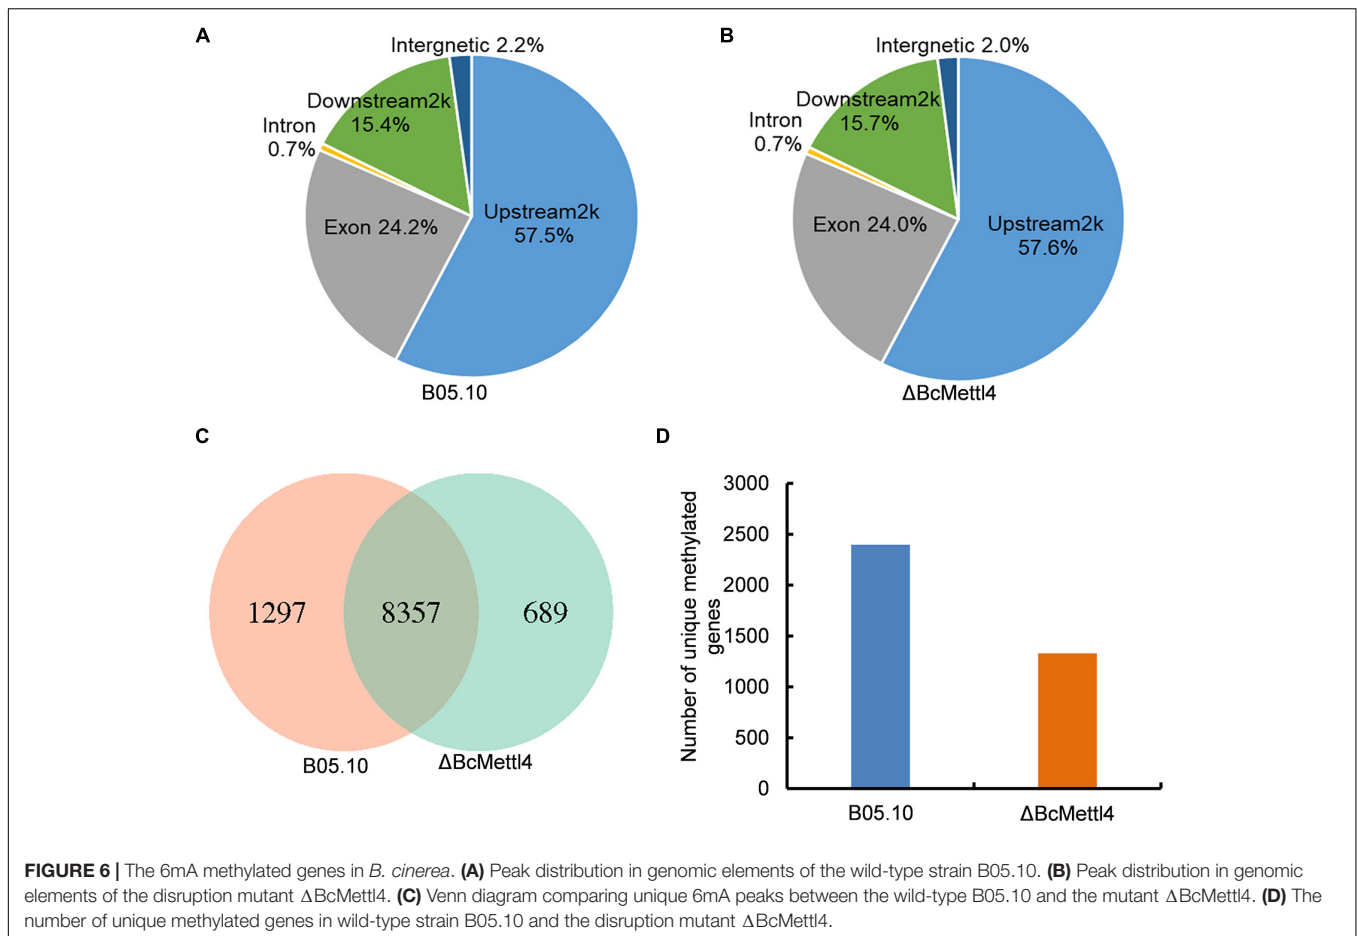 A
Intergnetic 2.2%
Downstream2k
15.4%
Intron
0.7%
Exon 24.2%
Upstream2k
57.5%
B05.10
B
Intergnetic 2.0%
Downstream2k
15.7%
Intron
0.7%
Exon 24.0%
Upstream2k
57.6%
ΔBcMettl4
C
1297
8357
689
B05.10
ΔBcMettl4
D
Number of unique methylated
genes
3000
2500
2000
1500
1000
500
0
B05.10
ΔBcMettl4
FIGURE 6 | The 6mA methylated genes in B. cinerea. (A) Peak distribution in genomic elements of the wild-type strain B05.10. (B) Peak distribution in genomic
elements of the disruption mutant ΔBcMettl4. (C) Venn diagram comparing unique 6mA peaks between the wild-type B05.10 and the mutant ΔBcMettl4. (D) The
number of unique methylated genes in wild-type strain B05.10 and the disruption mutant ΔBcMettl4.